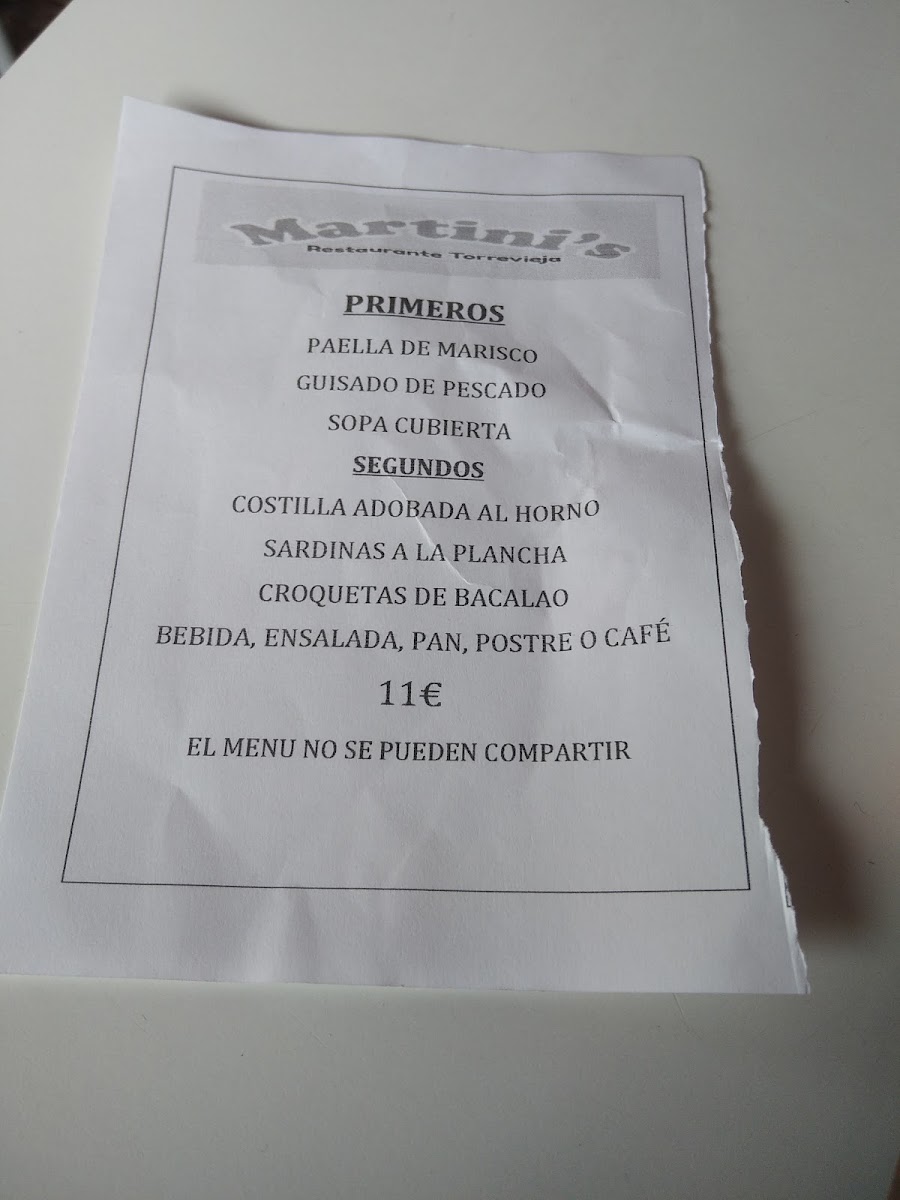 Martini's
Restaurante Torrevieja
PRIMEROS
PAELLA DE MARISCO
GUISADO DE PESCADO
SOPA CUBIERTA
SEGUNDOS
COSTILLA ADOBADA AL HORNO
SARDINAS A LA PLANCHA
CROQUETAS DE BACALAO
BEBIDA, ENSALADA, PAN, POSTRE O CAFÉ
11€
EL MENU NO SE PUEDEN COMPARTIR